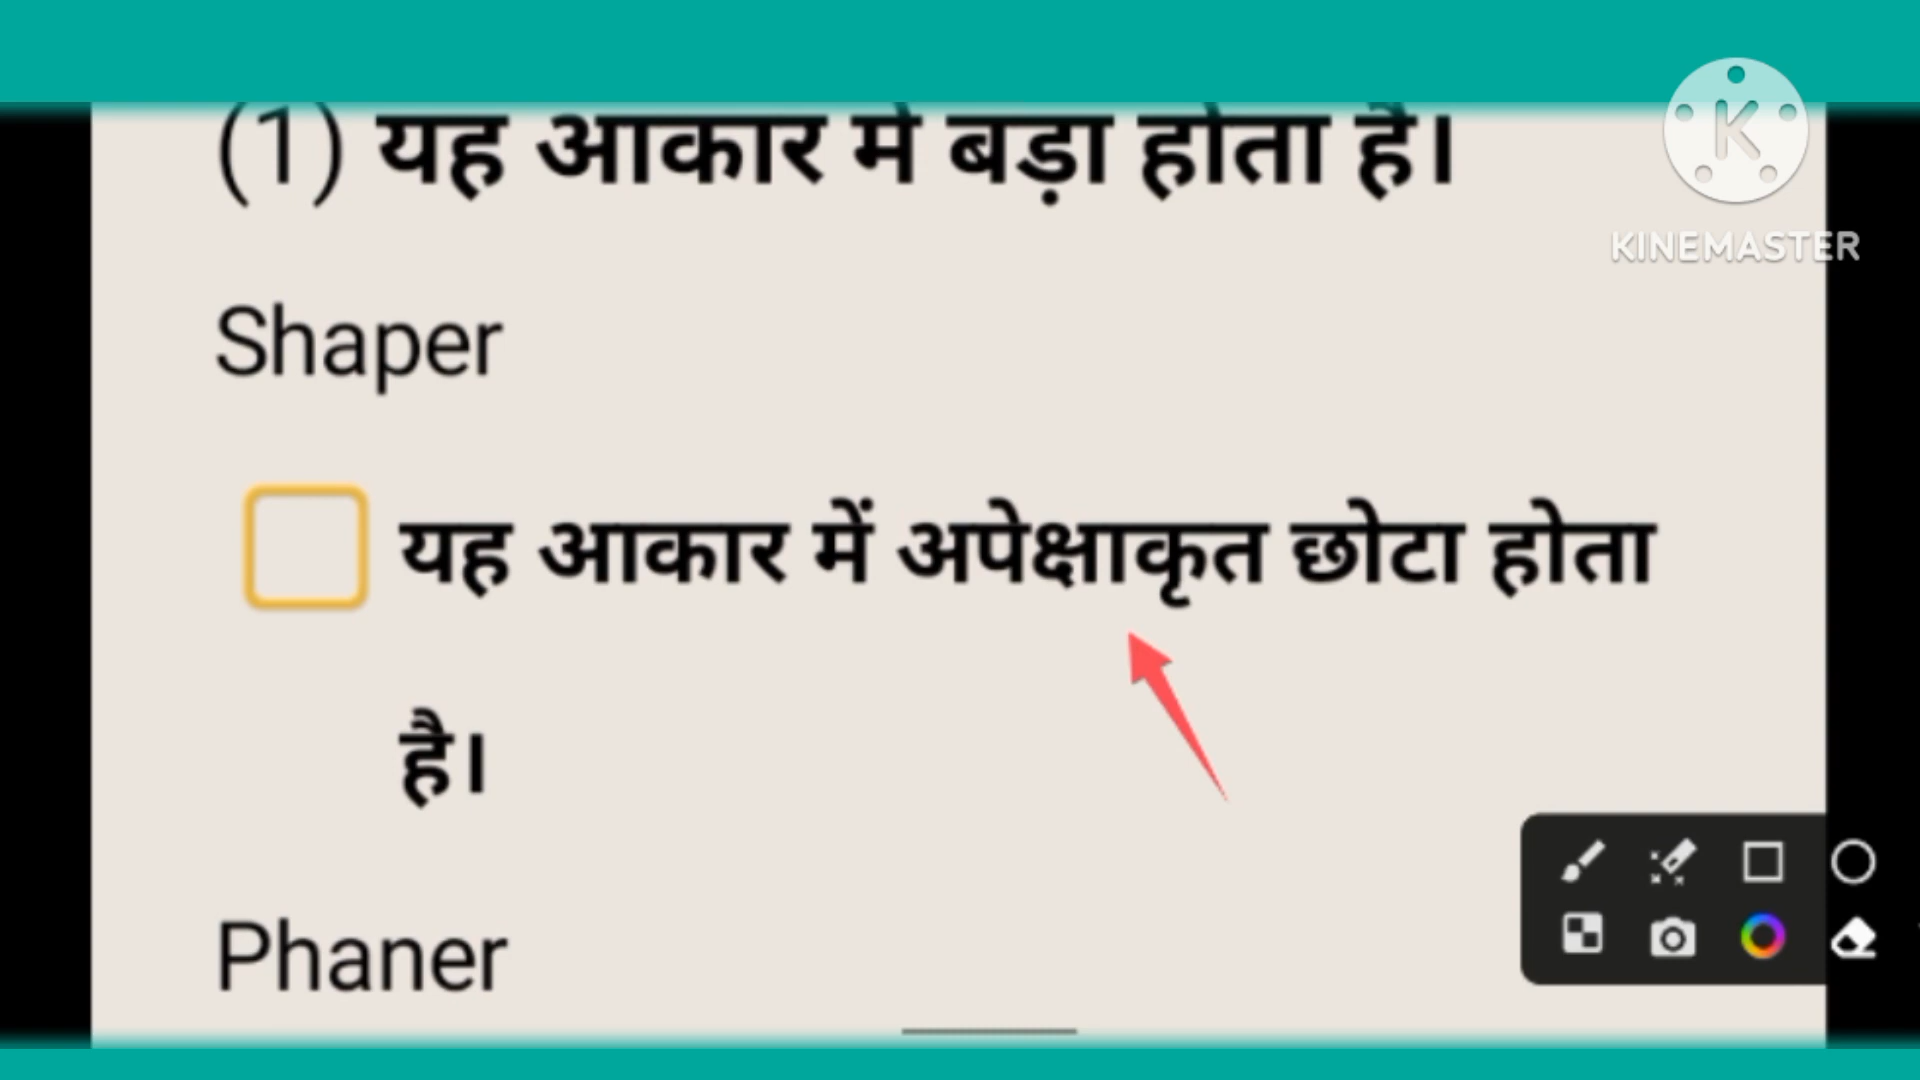 (1) यह आकार में बड़ा होता है।
KINEMASTER
Shaper
यह आकार में अपेक्षाकृत छोटा होता
है।
Phaner